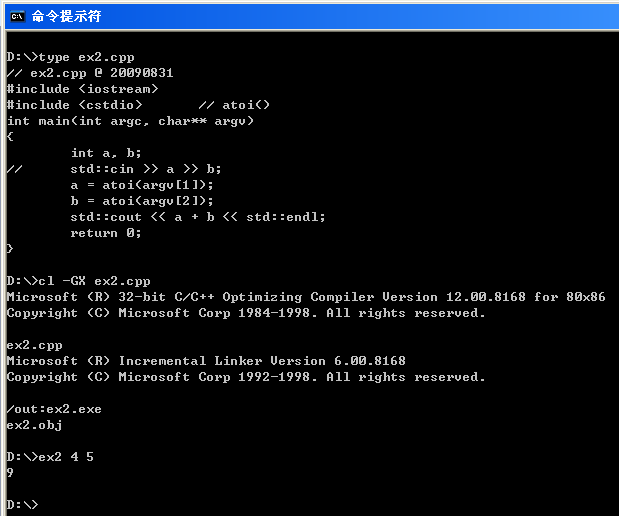 命令提示符
D:\>type ex2.cpp
// ex2.cpp @ 20090831
#include <iostream>
#include <cstdio>       // atoi()
int main(int argc, char** argv)
{
        int a, b;
//      std::cin >> a >> b;
        a = atoi(argv[1]);
        b = atoi(argv[2]);
        std::cout << a + b << std::endl;
        return 0;
}
D:\>cl -GX ex2.cpp
Microsoft (R) 32-bit C/C++ Optimizing Compiler Version 12.00.8168 for 80x86
Copyright (C) Microsoft Corp 1984-1998. All rights reserved.
ex2.cpp
Microsoft (R) Incremental Linker Version 6.00.8168
Copyright (C) Microsoft Corp 1992-1998. All rights reserved.
/out:ex2.exe
ex2.obj
D:\>ex2 4 5
9
D:\>